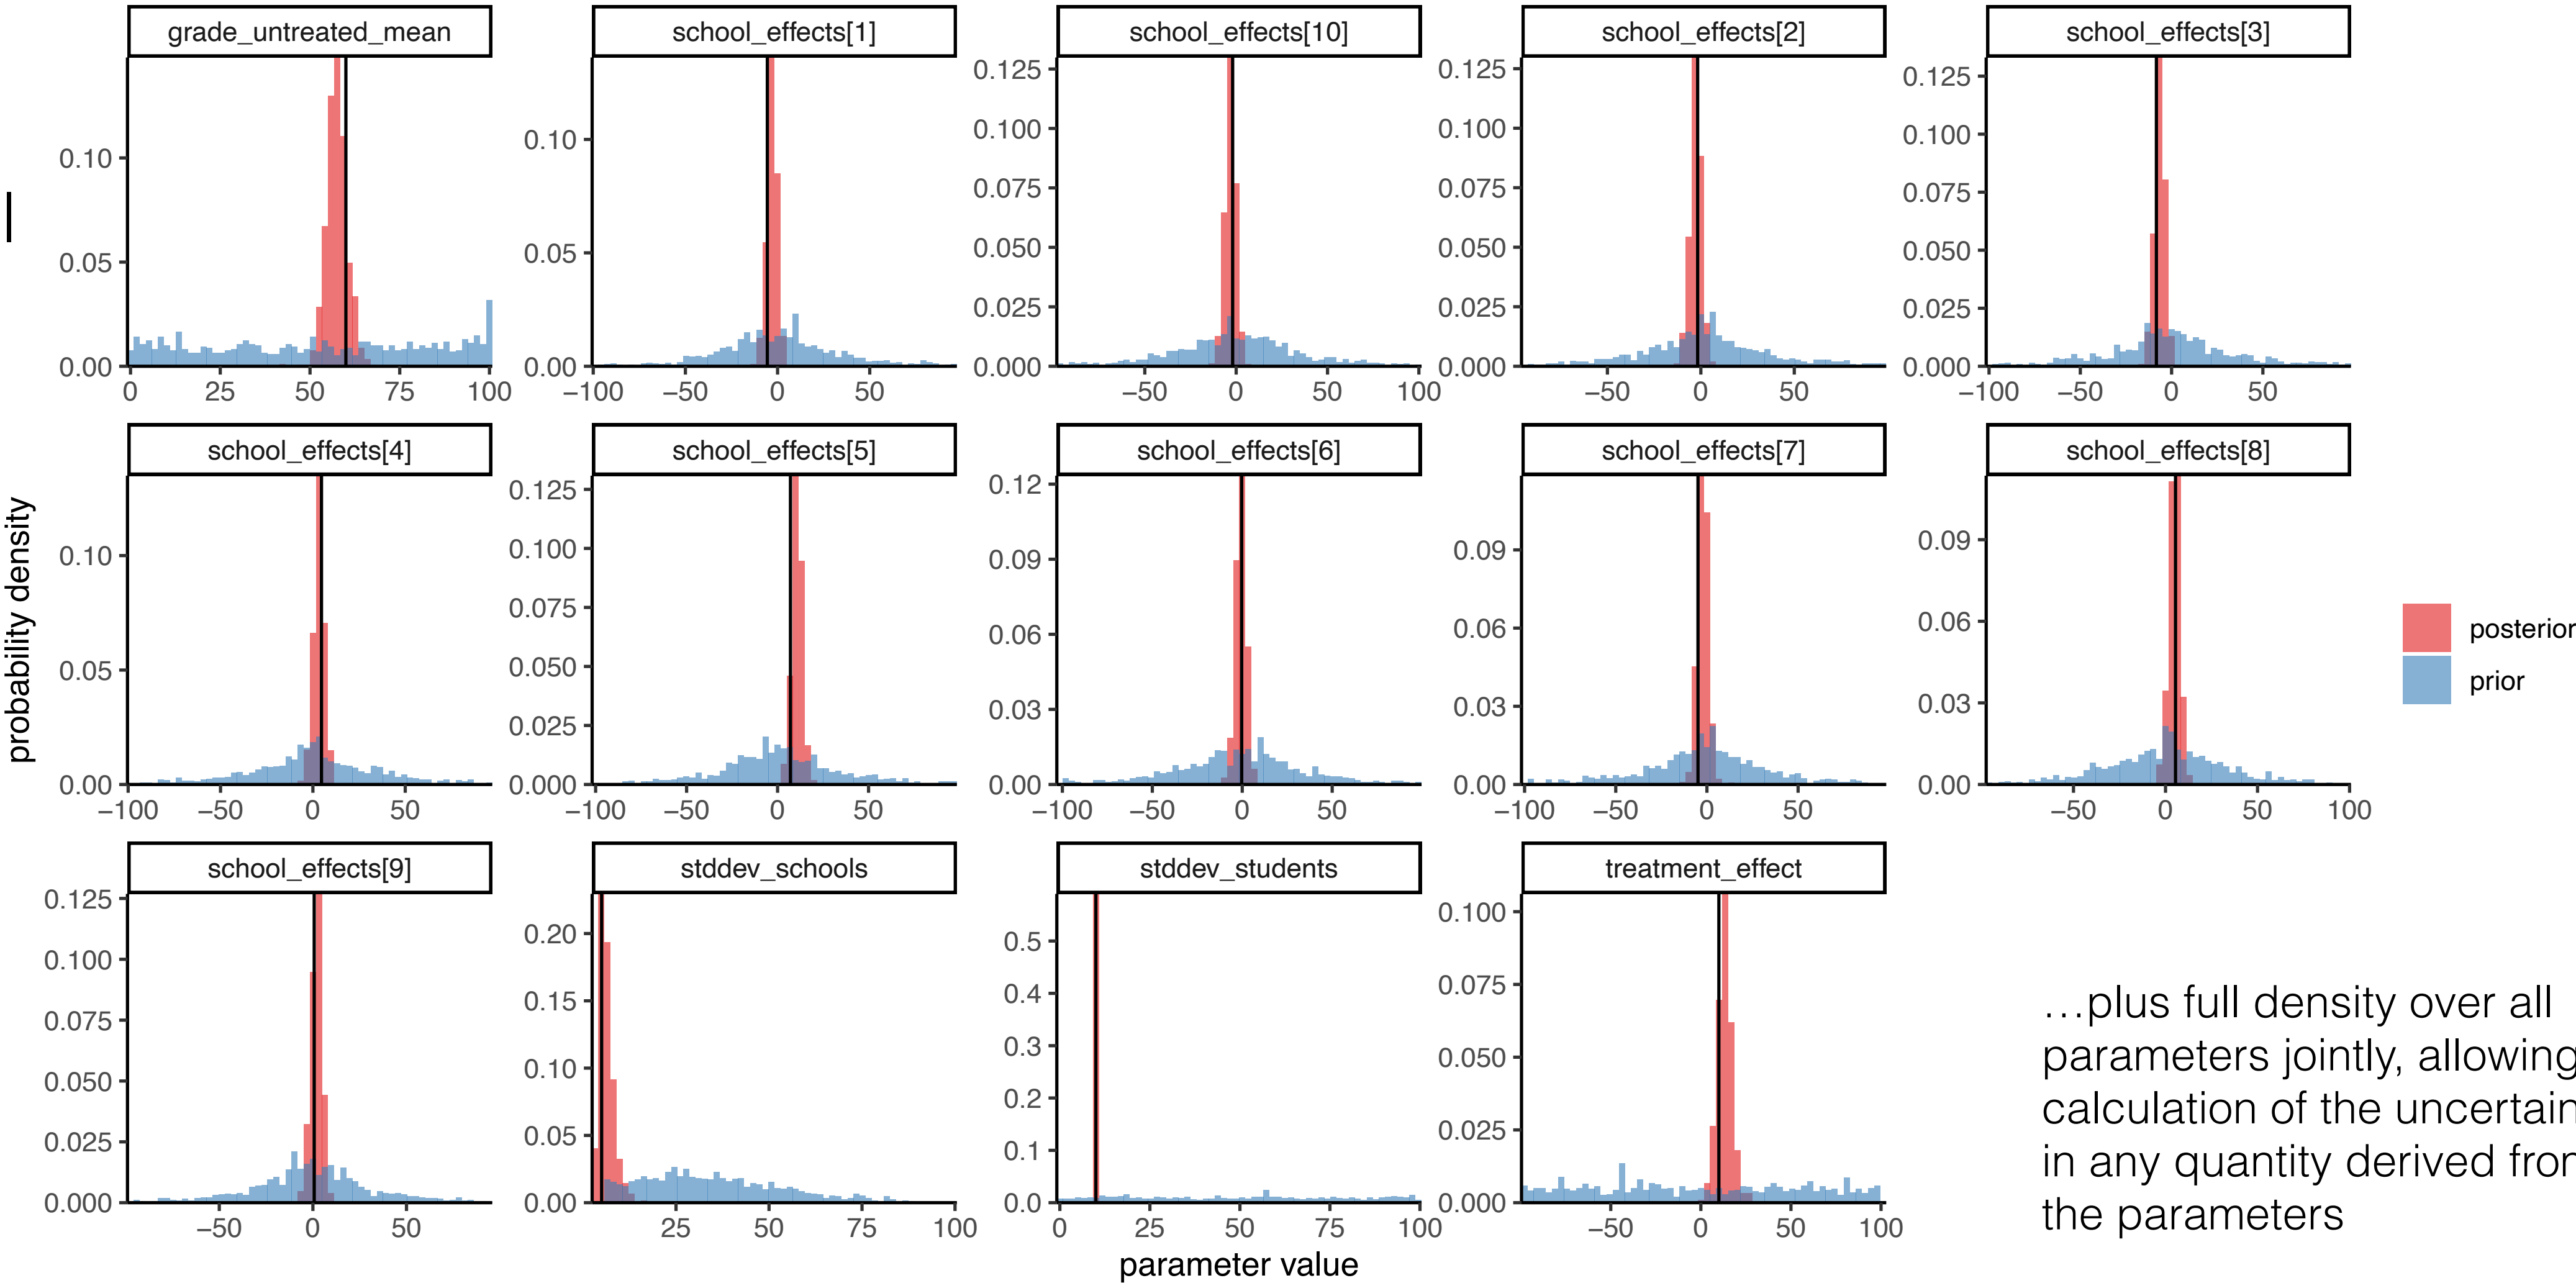 grade_untreated_mean
school_effects[1]
school_effects[10]
school_effects[2]
school_effects[3]
0.10
0.05
0.00
0 25 50 75 100
0.10
0.05
0.00
−100 −50 0 50
0.125
0.100
0.075
0.050
0.025
0.000
−50 0 50 100
0.125
0.100
0.075
0.050
0.025
0.000
−50 0 50
0.125
0.100
0.075
0.050
0.025
0.000
−100 −50 0 50
probability density
school_effects[4]
school_effects[5]
school_effects[6]
school_effects[7]
school_effects[8]
0.10
0.05
0.00
−100 −50 0 50
0.125
0.100
0.075
0.050
0.025
0.000
−100 −50 0 50
0.12
0.09
0.06
0.03
0.00
−100 −50 0 50
0.09
0.06
0.03
0.00
−100 −50 0 50
0.09
0.06
0.03
0.00
−50 0 50 100
posterior
prior
school_effects[9]
stddev_schools
stddev_students
treatment_effect
0.125
0.100
0.075
0.050
0.025
0.000
−50 0 50
0.20
0.15
0.10
0.05
0.00
25 50 75 100
0.5
0.4
0.3
0.2
0.1
0.0
0 25 50 75 100
0.100
0.075
0.050
0.025
0.000
−50 0 50 100
parameter value
…plus full density over all
parameters jointly, allowing
calculation of the uncertain
in any quantity derived from
the parameters